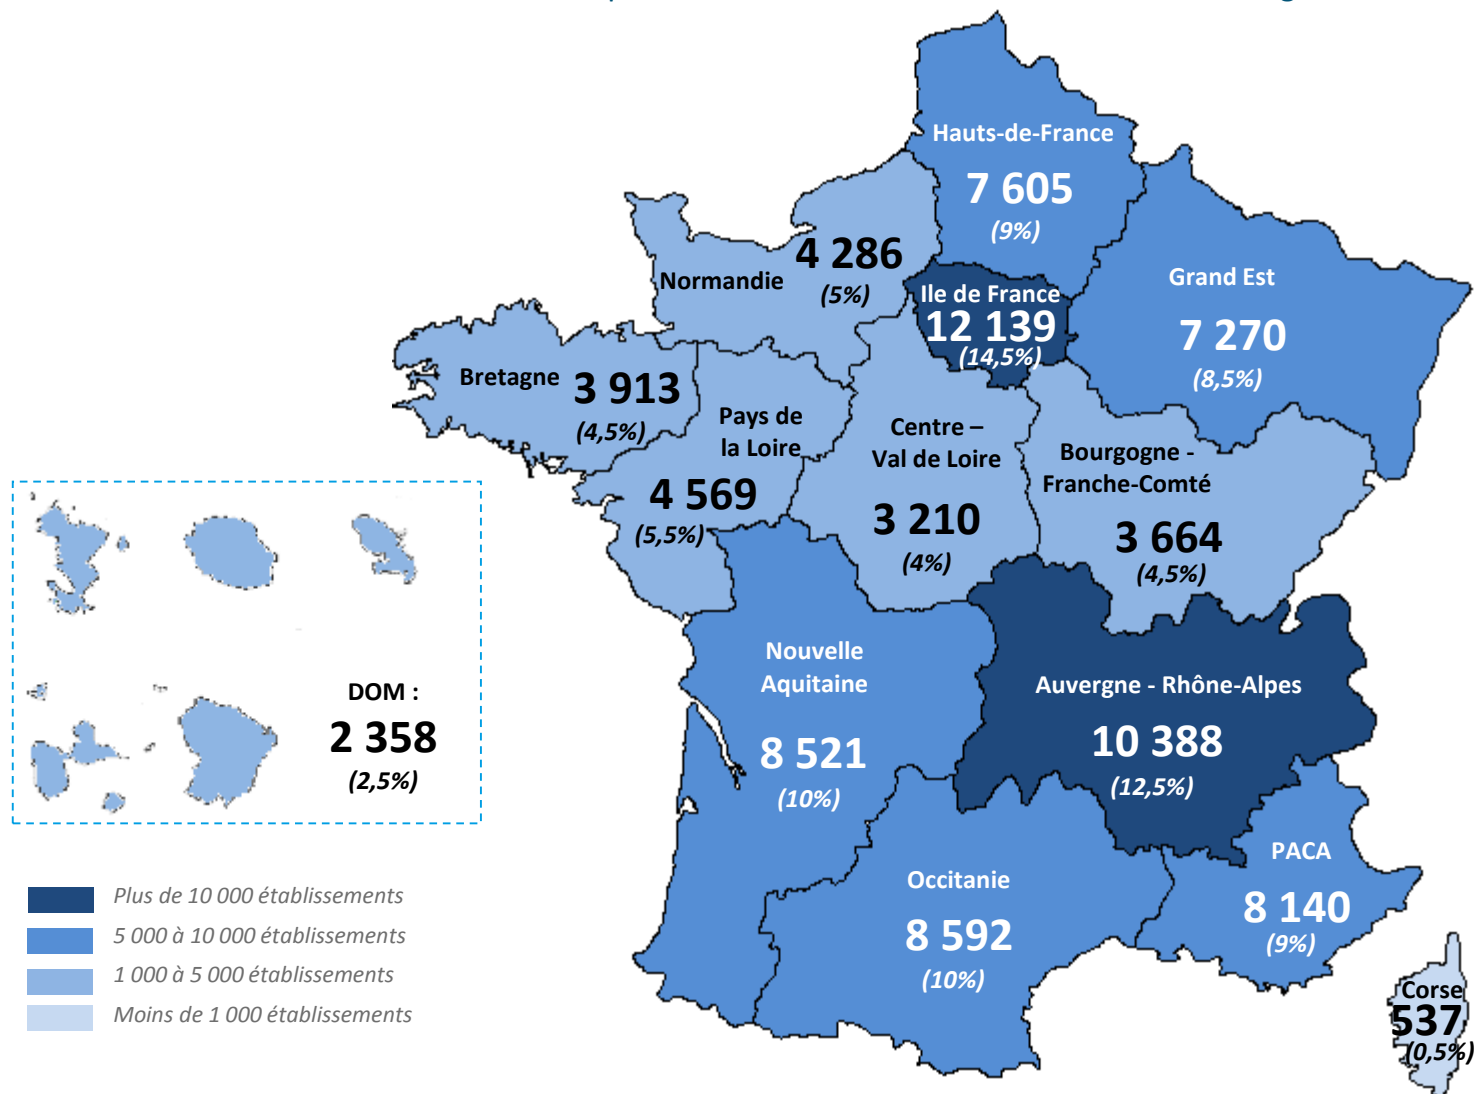 Hauts-de-France
7 605
(9%)
Normandie
4 286
(5%)
Ile de France
12 139
(14,5%)
Grand Est
7 270
(8,5%)
Bretagne
3 913
(4,5%)
Pays de
la Loire
4 569
(5,5%)
Centre –
Val de Loire
3 210
(4%)
Bourgogne -
Franche-Comté
3 664
(4,5%)
Nouvelle
Aquitaine
8 521
(10%)
Auvergne - Rhône-Alpes
10 388
(12,5%)
DOM :
2 358
(2,5%)
Occitanie
8 592
(10%)
PACA
8 140
(9%)
Corse
537
(0,5%)
Plus de 10 000 établissements
5 000 à 10 000 établissements
1 000 à 5 000 établissements
Moins de 1 000 établissements